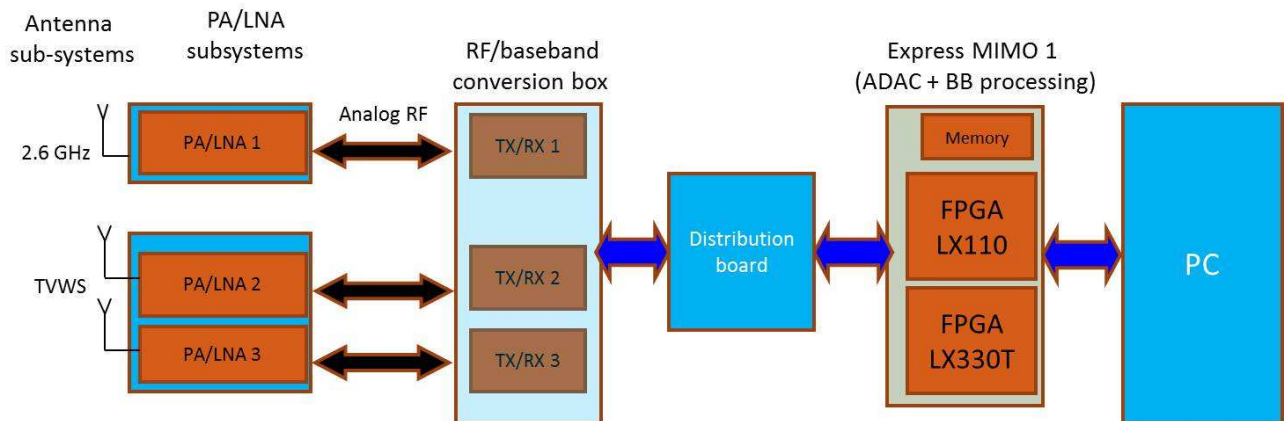 Antenna
sub-systems
PA/LNA
subsystems
RF/baseband
conversion box
Express MIMO 1
(ADAC + BB processing)
Analog RF
2.6 GHz
PA/LNA 1
TX/RX 1
Memory
FPGA
LX110
Distribution
board
PC
TVWS
PA/LNA 2
TX/RX 2
PA/LNA 3
TX/RX 3
FPGA
LX330T